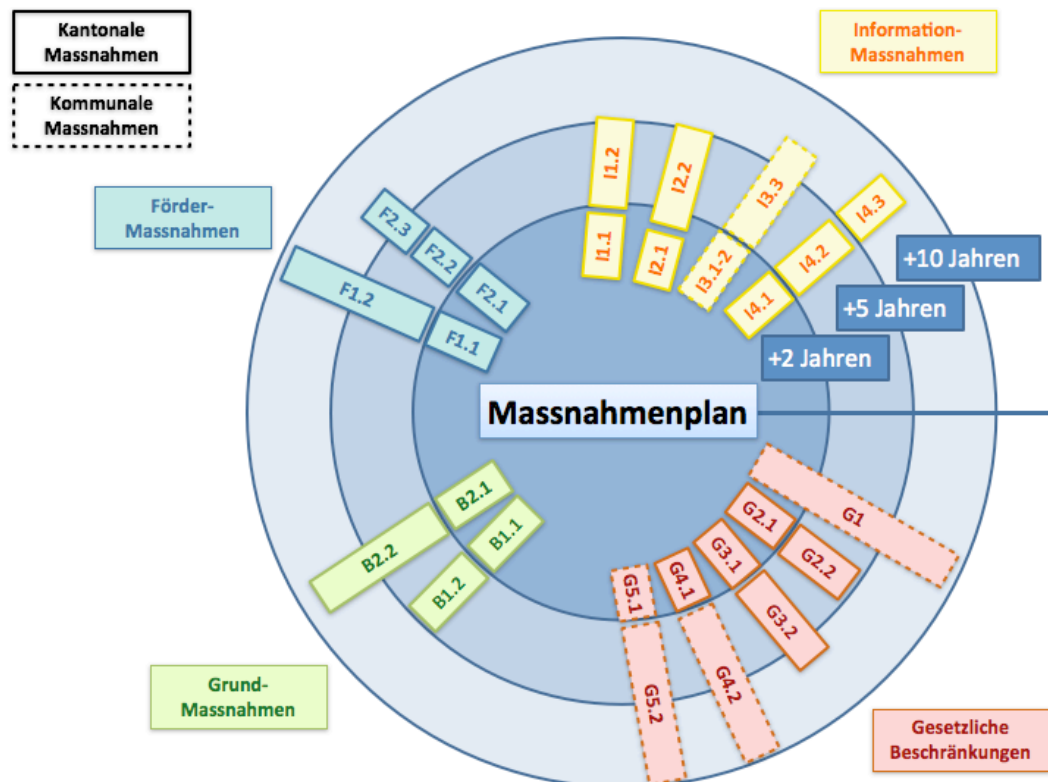 Kantonale
Massnahmen
Kommunale
Massnahmen
Information-
Massnahmen
Förder-
Massnahmen
I1.2
I2.2
I3.3
I4.3
I1.1
I2.1
I3.1-2
I4.2
I4.1
F2.3
F2.2
F2.1
F1.2
F1.1
+10 Jahren
+5 Jahren
+2 Jahren
Massnahmenplan
B2.1
B1.1
B2.2
B1.2
G1
G2.1
G2.2
G3.1
G3.2
G4.1
G4.2
G5.1
G5.2
Grund-
Massnahmen
Gesetzliche
Beschränkungen